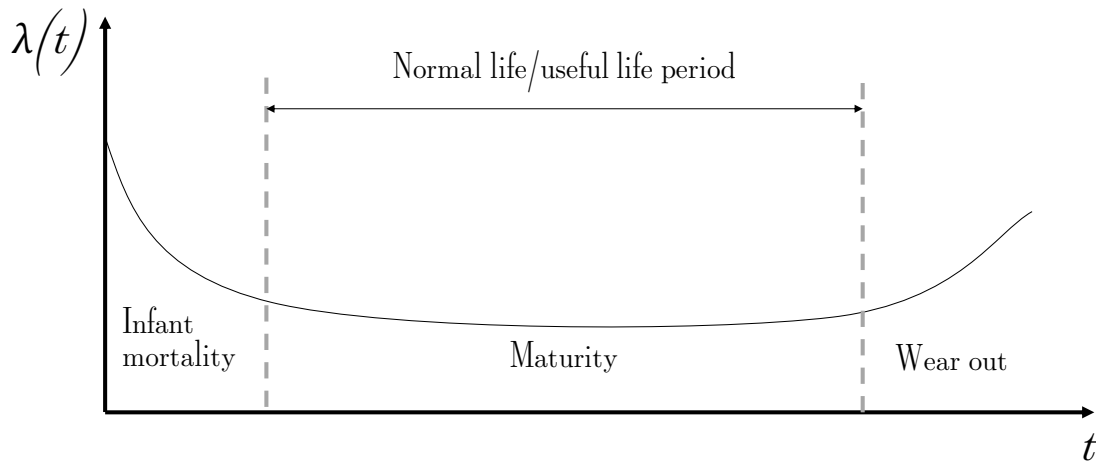 λ(t)
Normal life/useful life period
Infant
mortality
Maturity
Wear out
t